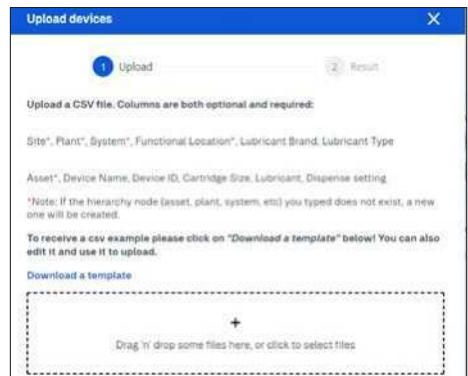 Upload devices
1 Upload 2 Result
Upload a CSV file. Columns are both optional and required:
Site*, Plant*, System*, Functional Location*, Lubricant Brand, Lubricant Type
Asset*, Device Name, Device ID, Cartridge Size, Lubricant, Dispense setting
*Note: If the hierarchy node (asset, plant, system, etc) you typed does not exist, a new
one will be created.
To receive a csv example please click on "Download a template" below! You can also
edit it and use it to upload.
Download a template
+
Drag 'n' drop some files here, or click to select files